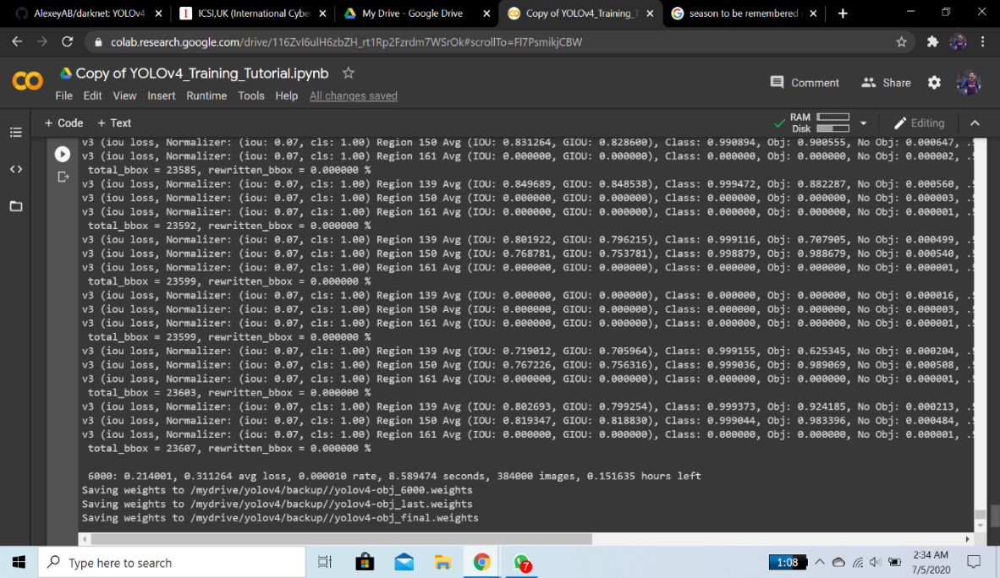 AlexeyAB/darknet: YOLOv4
ICSI,UK (International Cyber
My Drive - Google Drive
Copy of YOLOv4_Training_T
season to be remembered
colab.research.google.com/drive/116ZvI6ulH6zbZH_rt1Rp2Fzrdm7WSrOk#scrollTo=Fl7PsmikjCBW
Copy of YOLOv4_Training_Tutorial.ipynb
File Edit View Insert Runtime Tools Help All changes saved
Comment Share
+ Code + Text
RAM
Disk
Editing
v3 (iou loss, Normalizer: (iou: 0.07, cls: 1.00) Region 150 Avg (IOU: 0.831264, GIOU: 0.828600), Class: 0.990894, Obj: 0.900555, No Obj: 0.000647, .
v3 (iou loss, Normalizer: (iou: 0.07, cls: 1.00) Region 161 Avg (IOU: 0.000000, GIOU: 0.000000), Class: 0.000000, Obj: 0.000000, No Obj: 0.000002, .
total_bbox = 23585, rewritten_bbox = 0.000000 %
v3 (iou loss, Normalizer: (iou: 0.07, cls: 1.00) Region 139 Avg (IOU: 0.849689, GIOU: 0.848538), Class: 0.999472, Obj: 0.882287, No Obj: 0.000560, .
v3 (iou loss, Normalizer: (iou: 0.07, cls: 1.00) Region 150 Avg (IOU: 0.000000, GIOU: 0.000000), Class: 0.000000, Obj: 0.000000, No Obj: 0.000003, .
v3 (iou loss, Normalizer: (iou: 0.07, cls: 1.00) Region 161 Avg (IOU: 0.000000, GIOU: 0.000000), Class: 0.000000, Obj: 0.000000, No Obj: 0.000001, .
total_bbox = 23592, rewritten_bbox = 0.000000 %
v3 (iou loss, Normalizer: (iou: 0.07, cls: 1.00) Region 139 Avg (IOU: 0.801922, GIOU: 0.796215), Class: 0.999116, Obj: 0.707905, No Obj: 0.000499, .
v3 (iou loss, Normalizer: (iou: 0.07, cls: 1.00) Region 150 Avg (IOU: 0.768781, GIOU: 0.753781), Class: 0.998879, Obj: 0.988679, No Obj: 0.000540, .
v3 (iou loss, Normalizer: (iou: 0.07, cls: 1.00) Region 161 Avg (IOU: 0.000000, GIOU: 0.000000), Class: 0.000000, Obj: 0.000000, No Obj: 0.000001, .
total_bbox = 23599, rewritten_bbox = 0.000000 %
v3 (iou loss, Normalizer: (iou: 0.07, cls: 1.00) Region 139 Avg (IOU: 0.000000, GIOU: 0.000000), Class: 0.000000, Obj: 0.000000, No Obj: 0.000016, .
v3 (iou loss, Normalizer: (iou: 0.07, cls: 1.00) Region 150 Avg (IOU: 0.000000, GIOU: 0.000000), Class: 0.000000, Obj: 0.000000, No Obj: 0.000003, .
v3 (iou loss, Normalizer: (iou: 0.07, cls: 1.00) Region 161 Avg (IOU: 0.000000, GIOU: 0.000000), Class: 0.000000, Obj: 0.000000, No Obj: 0.000001, .
total_bbox = 23599, rewritten_bbox = 0.000000 %
v3 (iou loss, Normalizer: (iou: 0.07, cls: 1.00) Region 139 Avg (IOU: 0.719012, GIOU: 0.705964), Class: 0.999155, Obj: 0.625345, No Obj: 0.000204, .
v3 (iou loss, Normalizer: (iou: 0.07, cls: 1.00) Region 150 Avg (IOU: 0.767226, GIOU: 0.756316), Class: 0.999036, Obj: 0.989069, No Obj: 0.000508, .
v3 (iou loss, Normalizer: (iou: 0.07, cls: 1.00) Region 161 Avg (IOU: 0.000000, GIOU: 0.000000), Class: 0.000000, Obj: 0.000000, No Obj: 0.000001, .
total_bbox = 23603, rewritten_bbox = 0.000000 %
v3 (iou loss, Normalizer: (iou: 0.07, cls: 1.00) Region 139 Avg (IOU: 0.802693, GIOU: 0.799254), Class: 0.999373, Obj: 0.924185, No Obj: 0.000213, .
v3 (iou loss, Normalizer: (iou: 0.07, cls: 1.00) Region 150 Avg (IOU: 0.819347, GIOU: 0.818830), Class: 0.999044, Obj: 0.983396, No Obj: 0.000484, .
v3 (iou loss, Normalizer: (iou: 0.07, cls: 1.00) Region 161 Avg (IOU: 0.000000, GIOU: 0.000000), Class: 0.000000, Obj: 0.000000, No Obj: 0.000001, .
total_bbox = 23607, rewritten_bbox = 0.000000 %
6000: 0.214001, 0.311264 avg loss, 0.000010 rate, 8.589474 seconds, 384000 images, 0.151635 hours left
Saving weights to /mydrive/yolov4/backup//yolov4-obj_6000.weights
Saving weights to /mydrive/yolov4/backup//yolov4-obj_last.weights
Saving weights to /mydrive/yolov4/backup//yolov4-obj_final.weights
Type here to search
7
1:08
2:34 AM
7/5/2020